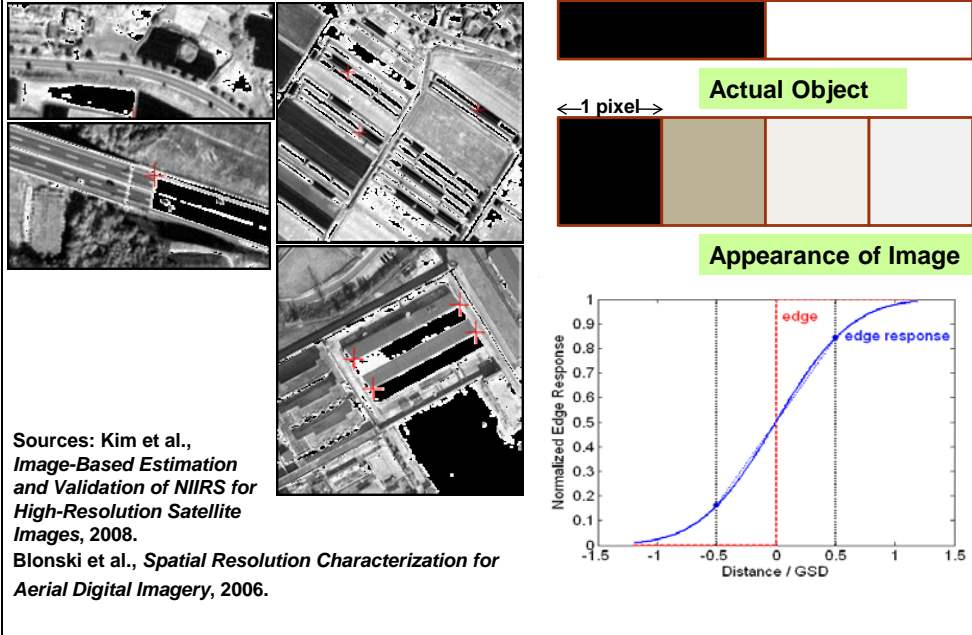 Actual Object
1 pixel
Appearance of Image
Sources: Kim et al.,
Image-Based Estimation
and Validation of NIIRS for
High-Resolution Satellite
Images, 2008.
Blonski et al., Spatial Resolution Characterization for
Aerial Digital Imagery, 2006.
Normalized Edge Response
1
0.9
0.8
0.7
0.6
0.5
0.4
0.3
0.2
0.1
0
edge
edge response
-1.5 -1 -0.5 0 0.5 1 1.5
Distance / GSD